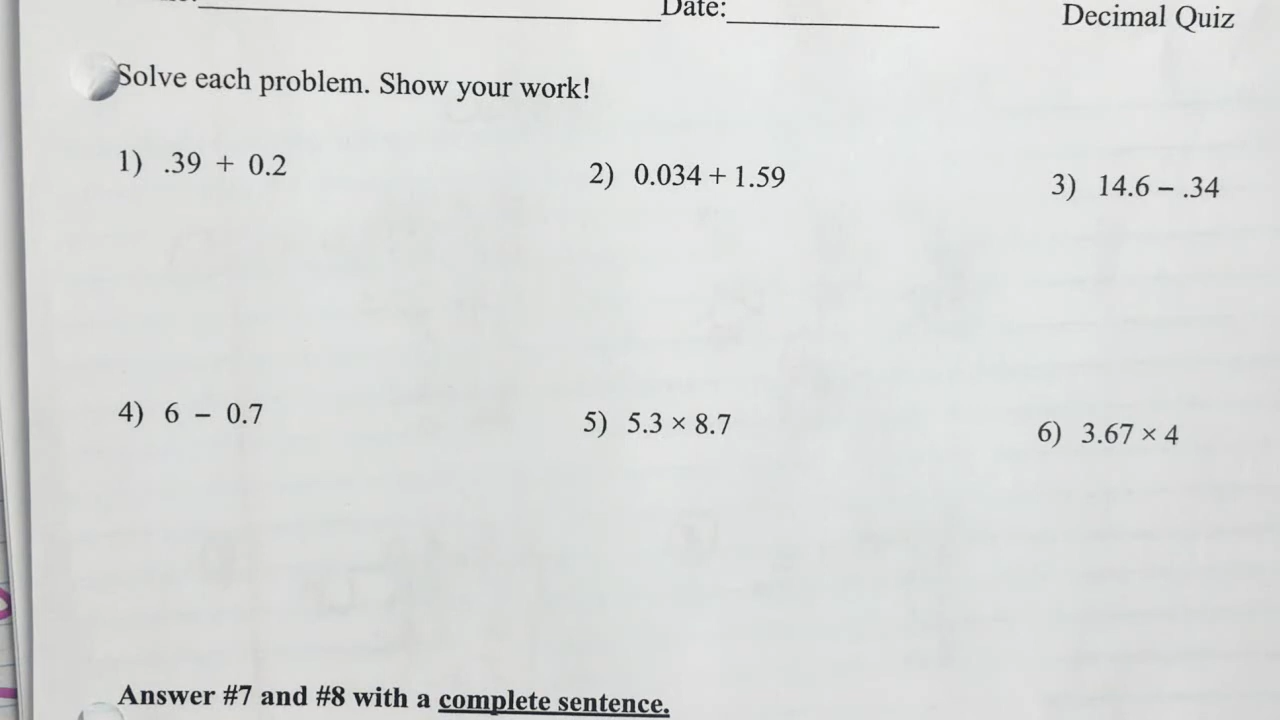 Date: Decimal Quiz
Solve each problem. Show your work!
1) .39 + 0.2
2) 0.034 + 1.59
3) 14.6 – .34
4) 6 – 0.7
5) 5.3 × 8.7
6) 3.67 × 4
Answer #7 and #8 with a complete sentence.